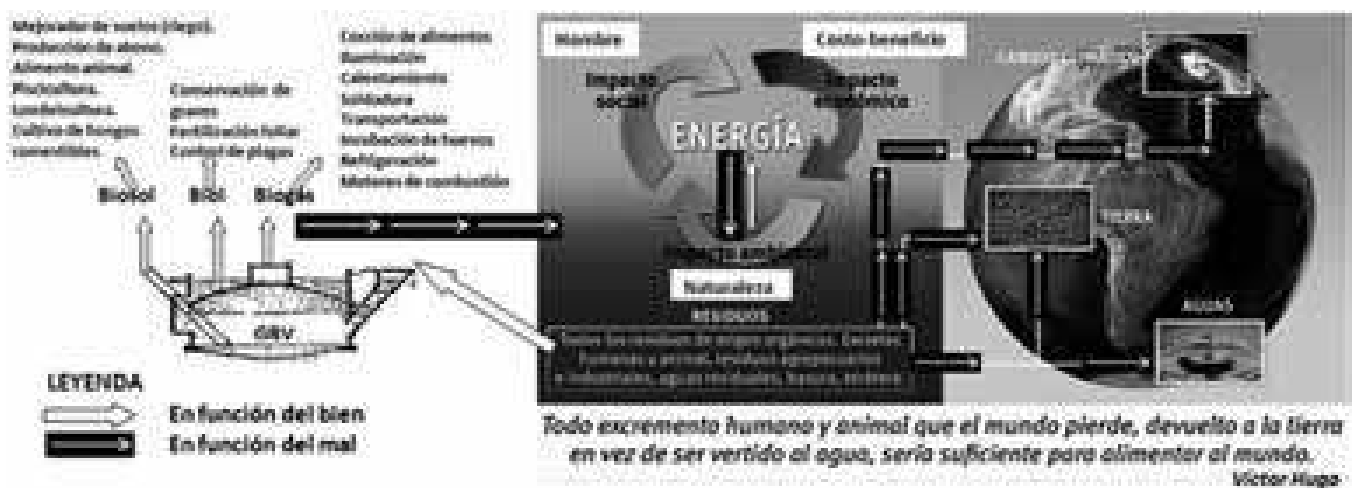 Mejorador de suelos (riego).
Producción de abono.
Alimento animal.
Piscicultura.
Lombricultura.
Cultivo de hongos
comestibles.
Conservación de
granos
Fertilización foliar
Control de plagas
Cocción de alimentos
Iluminación
Calentamiento
Soldadura
Transportación
Incubación de huevos
Refrigeración
Motores de combustión
Biosol
Biol
Biogás
GRV
LEYENDA
En función del bien
En función del mal
Hombre
Costo-beneficio
Impacto
social
Impacto
económico
ENERGÍA
Impacto ambiental
Naturaleza
RESIDUOS
TIERRA
AGUAS
Todo excremento humano y animal que el mundo pierde, devuelto a la tierra
en vez de ser vertido al agua, sería suficiente para alimentar al mundo.
Víctor Hugo